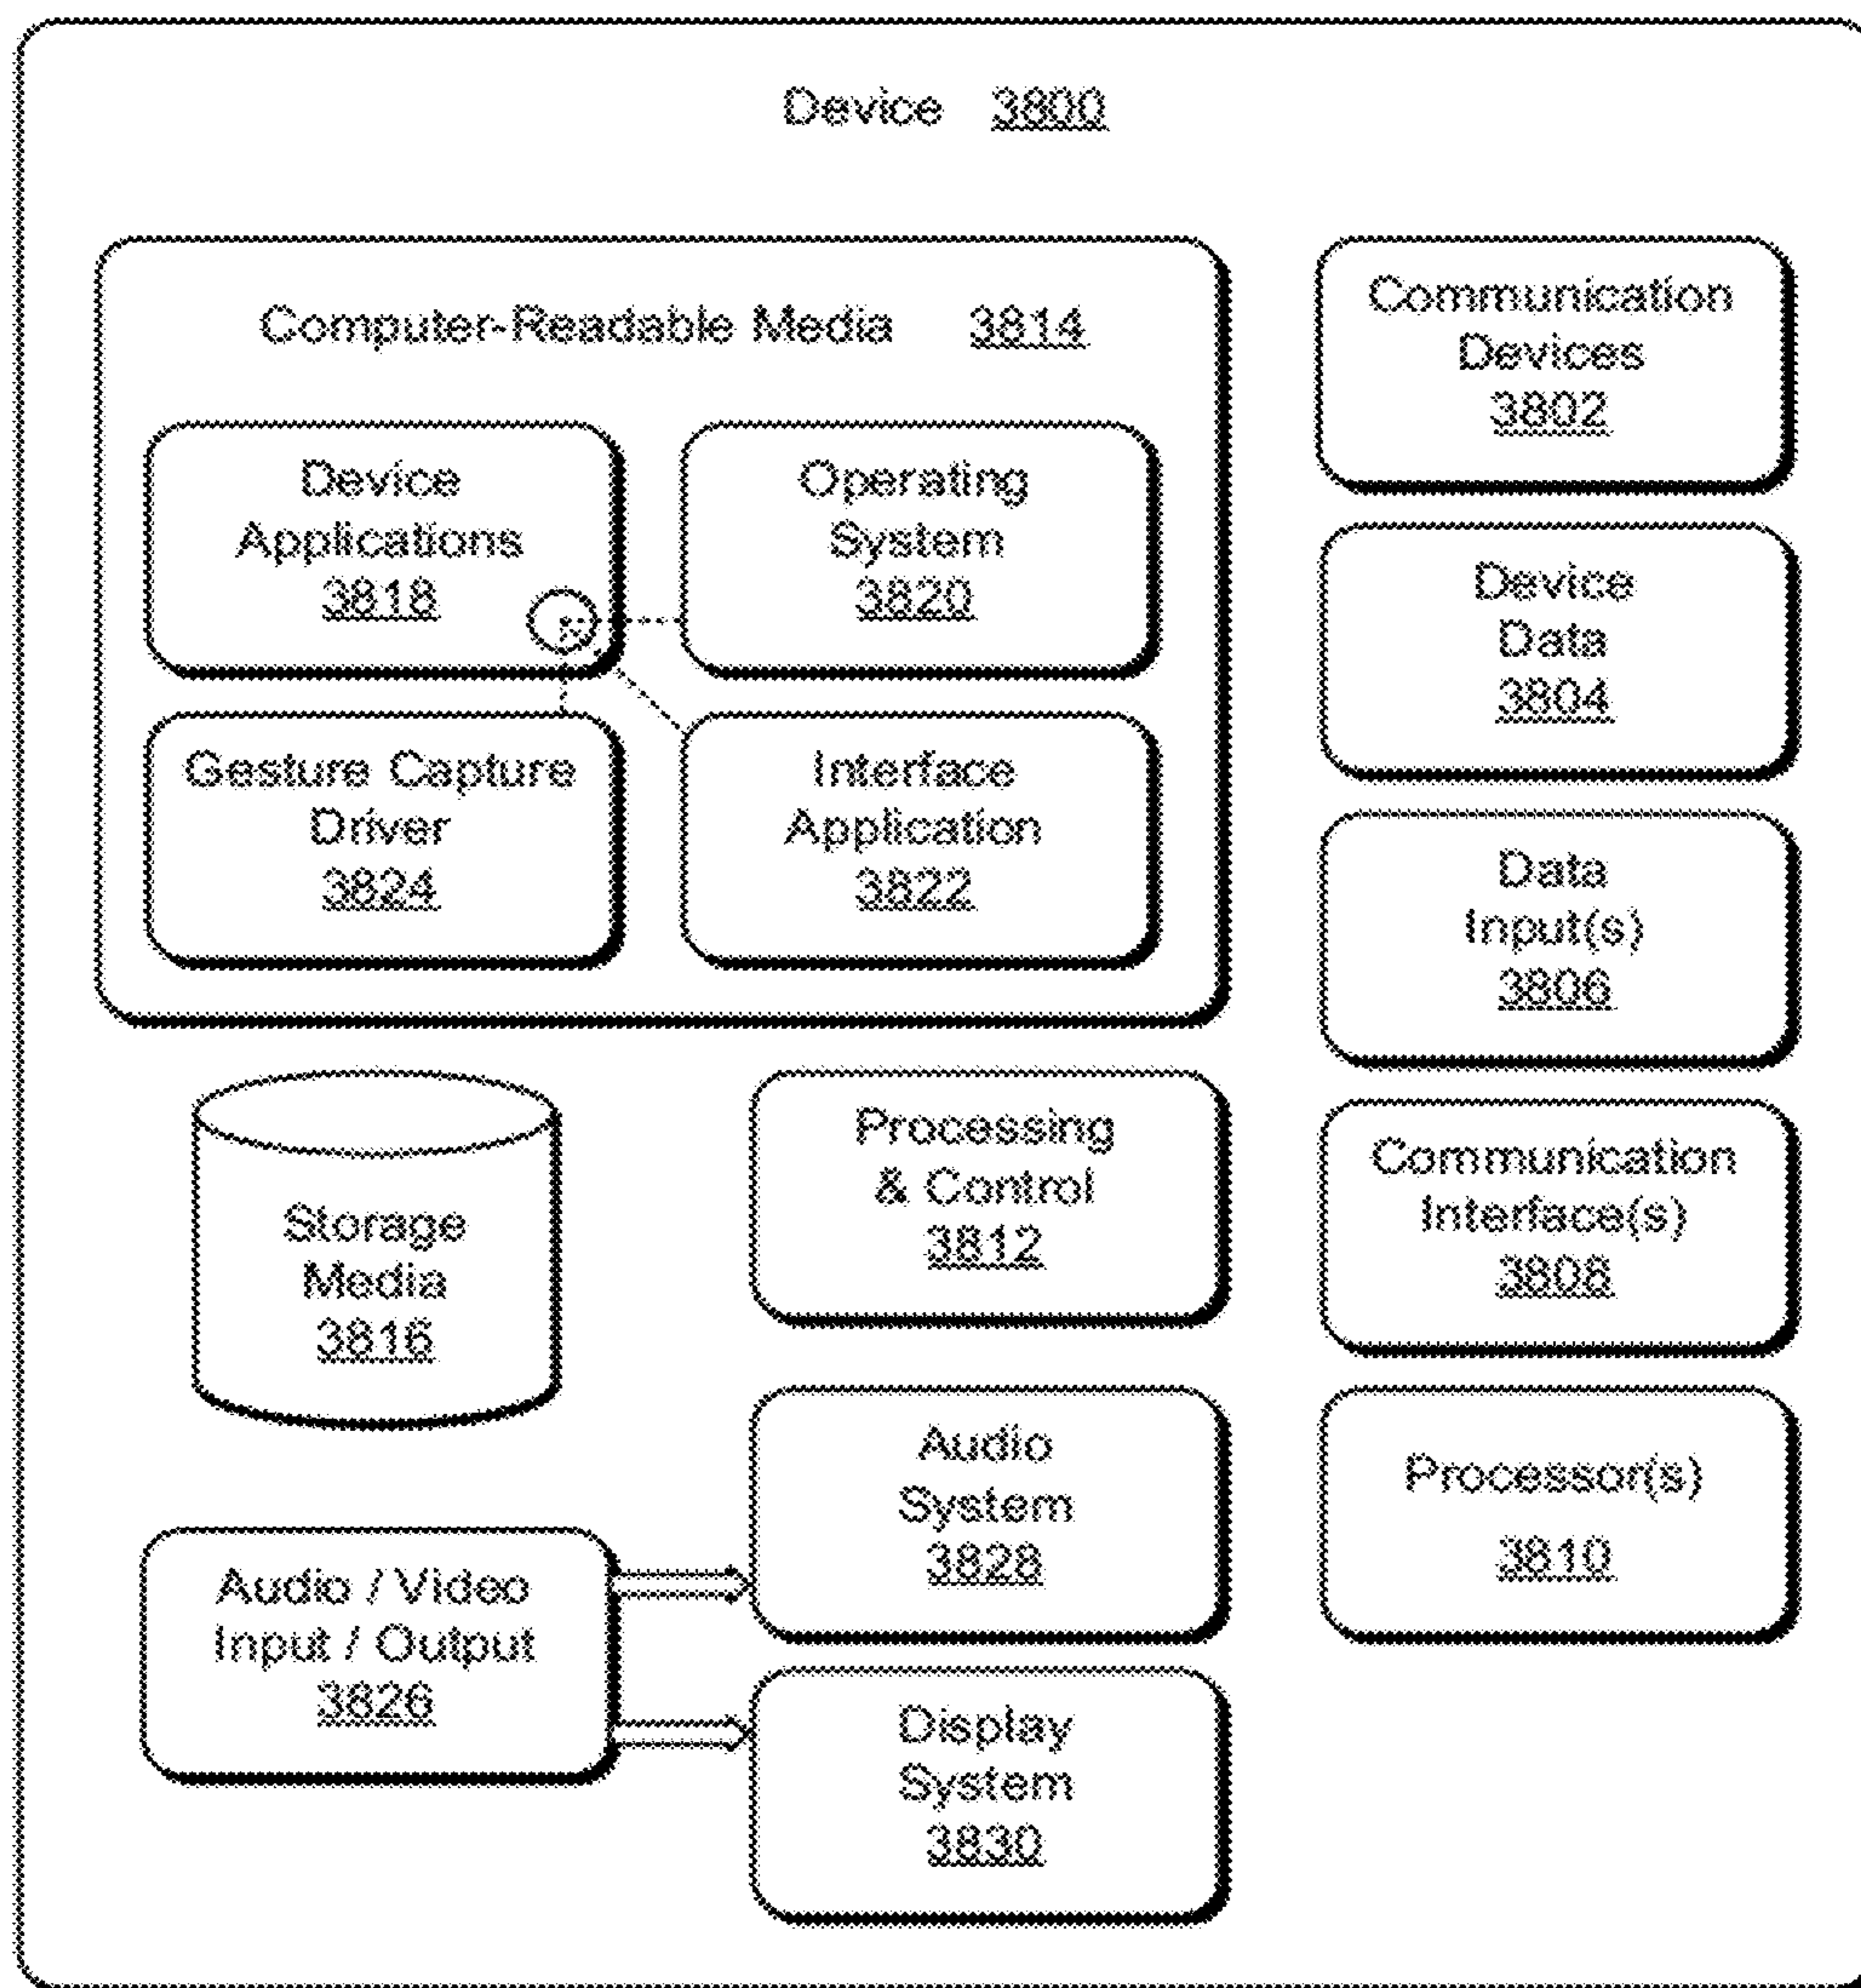 Device 3800
Computer-Readable Media 3814
Device
Applications
3818
Operating
System
3820
Gesture Capture
Driver
3824
Interface
Application
3822
Storage
Media
3816
Processing
& Control
3812
Audio / Video
Input / Output
3826
Audio
System
3828
Display
System
3830
Communication
Devices
3802
Device
Data
3804
Data
Input(s)
3806
Communication
Interface(s)
3808
Processor(s)
3810